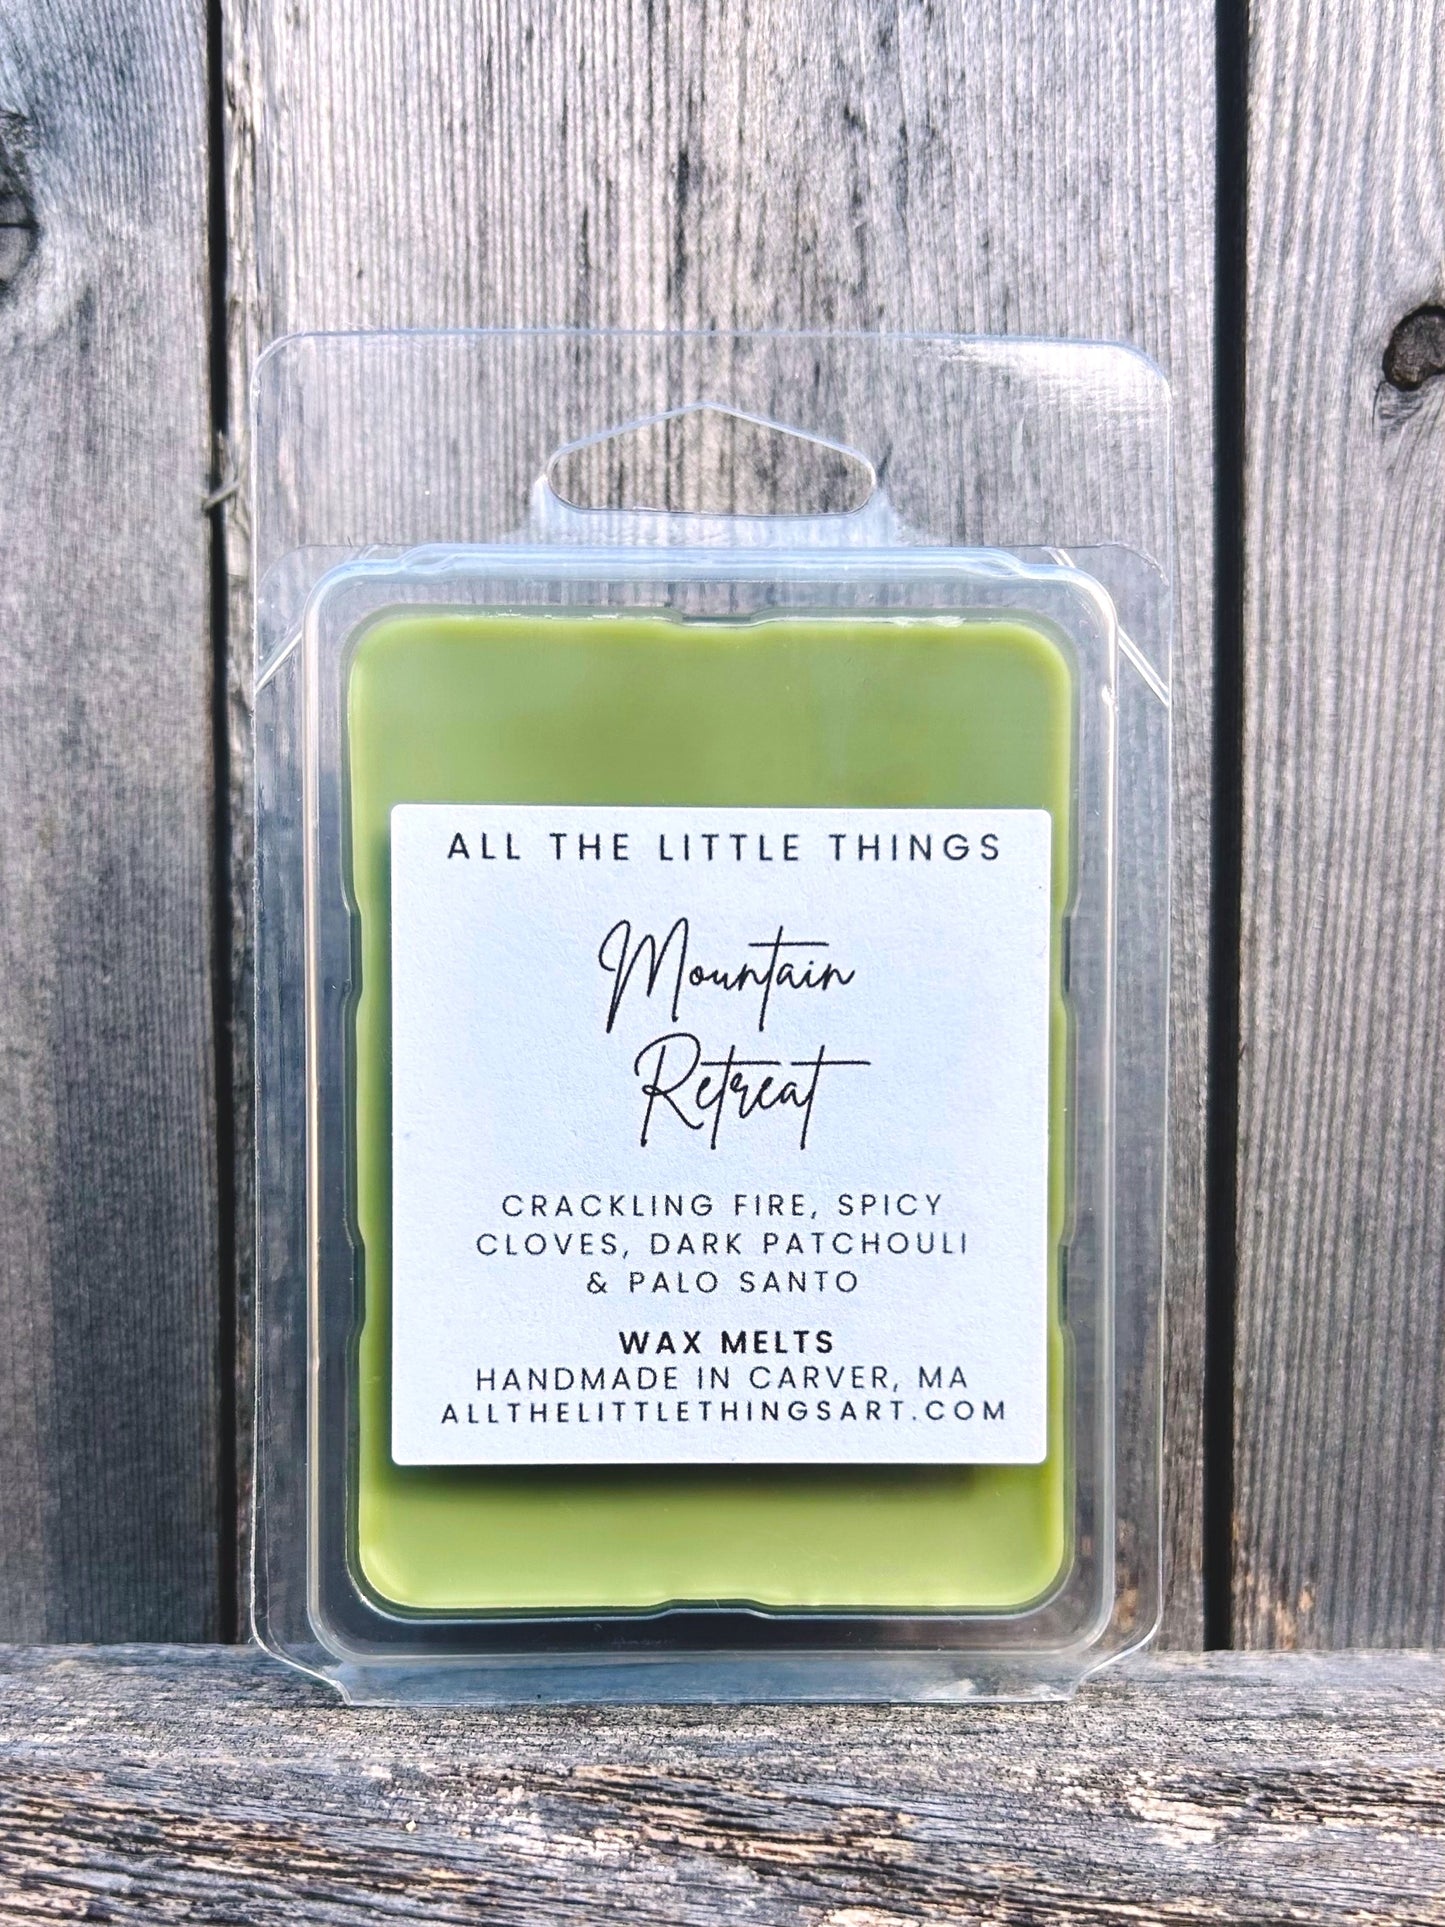 ALL THE LITTLE THINGS
Mountain
Retreat
CRACKLING FIRE, SPICY
CLOVES, DARK PATCHOULI
& PALO SANTO
WAX MELTS
HANDMADE IN CARVER, MA
ALLTHELITTLETHINGSART.COM